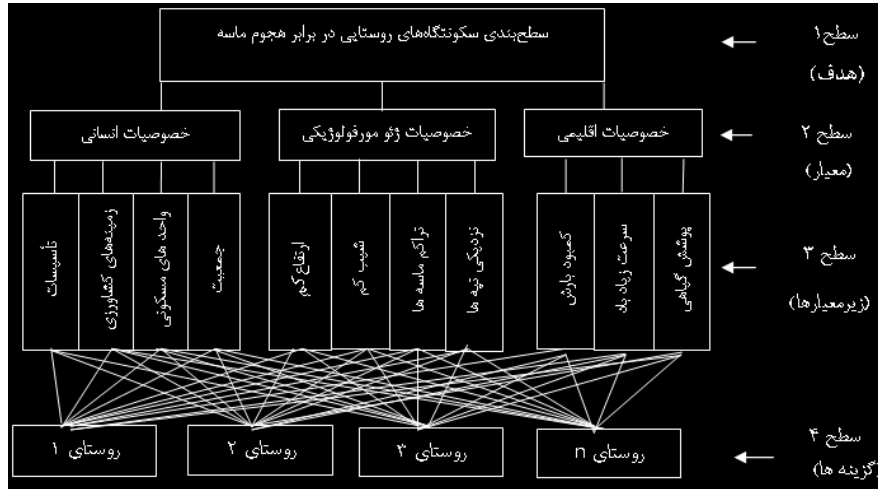 سطح‌بندی سکونتگاه‌های روستایی در برابر هجوم ماسه
سطح۱
(هدف)
خصوصیات اقلیمی
خصوصیات ژئو مورفولوژیکی
خصوصیات انسانی
سطح ۲
(معیار)
پوشش گیاهی
سرعت زیاد باد
کمبود بارش
نزدیکی تپه ها
تراکم ماسه ها
شیب کم
ارتفاع کم
جمعیت
واحد های مسکونی
زمینه‌های کشاورزی
تأسیسات
سطح ۳
(زیرمعیارها)
روستای n
روستای ۳
روستای ۲
روستای ۱
سطح ۴
(گزینه ها)